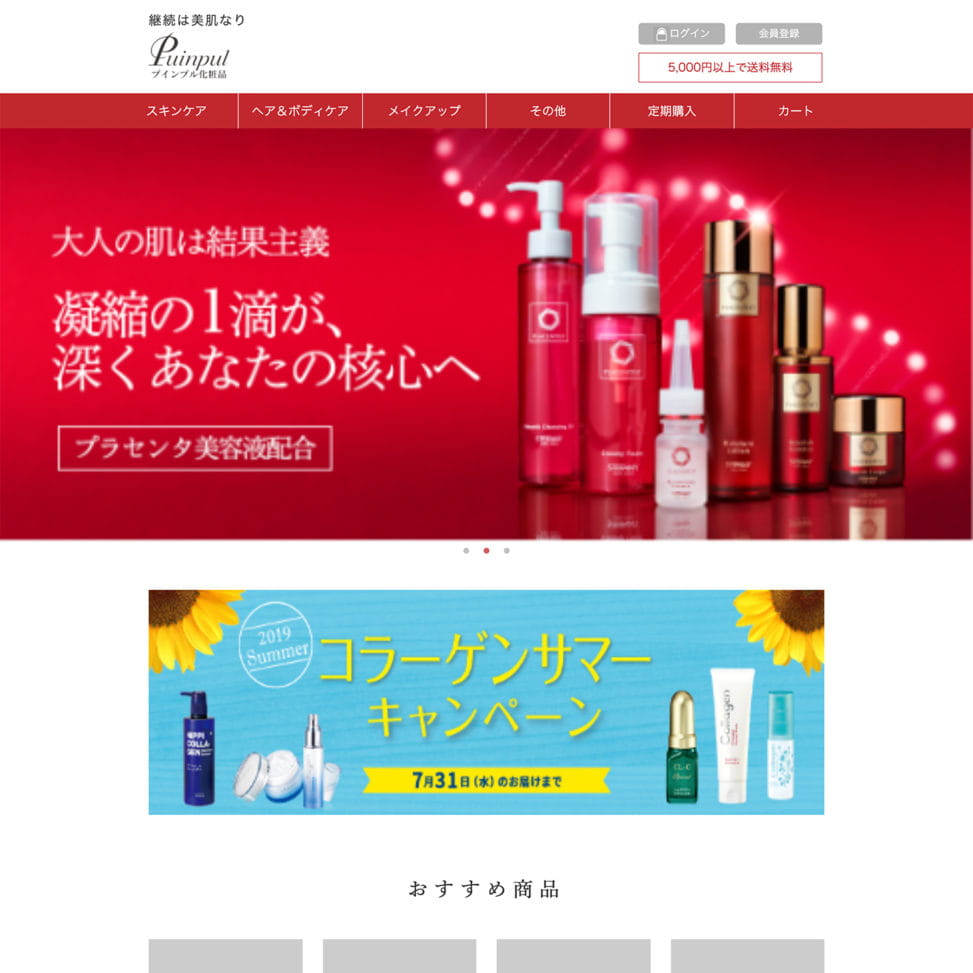 継続は美肌なり
Puinpul
プインプル化粧品
ログイン
会員登録
5,000円以上で送料無料
スキンケア
ヘア＆ボディケア
メイクアップ
その他
定期購入
カート
大人の肌は結果主義
凝縮の1滴が、
深くあなたの核心へ
プラセンタ美容液配合
2019
Summer
コラーゲンサマー
キャンペーン
7月31日（水）のお届けまで
NIPPI
COLLA-
GEN
CL-C
Collagen
おすすめ商品